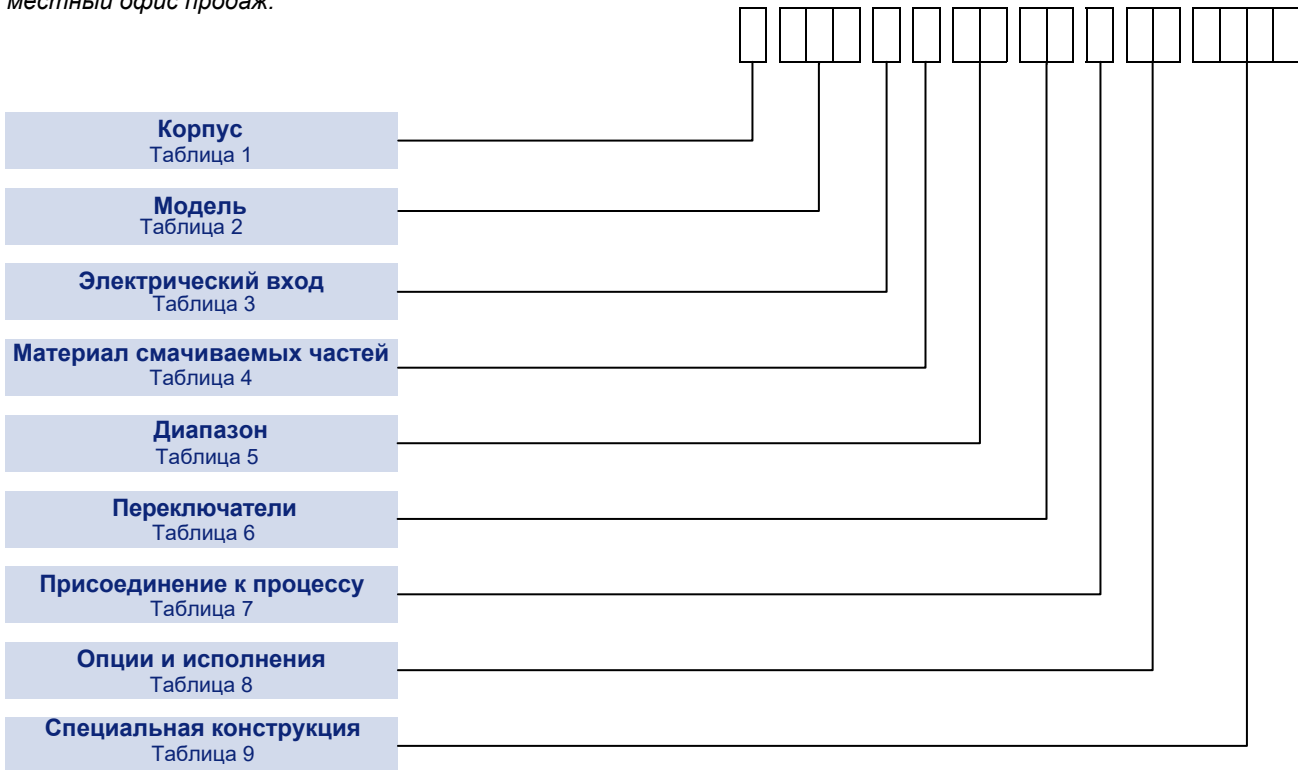 местный офис продаж.
Корпус
Таблица 1
Модель
Таблица 2
Электрический вход
Таблица 3
Материал смачиваемых частей
Таблица 4
Диапазон
Таблица 5
Переключатели
Таблица 6
Присоединение к процессу
Таблица 7
Опции и исполнения
Таблица 8
Специальная конструкция
Таблица 9